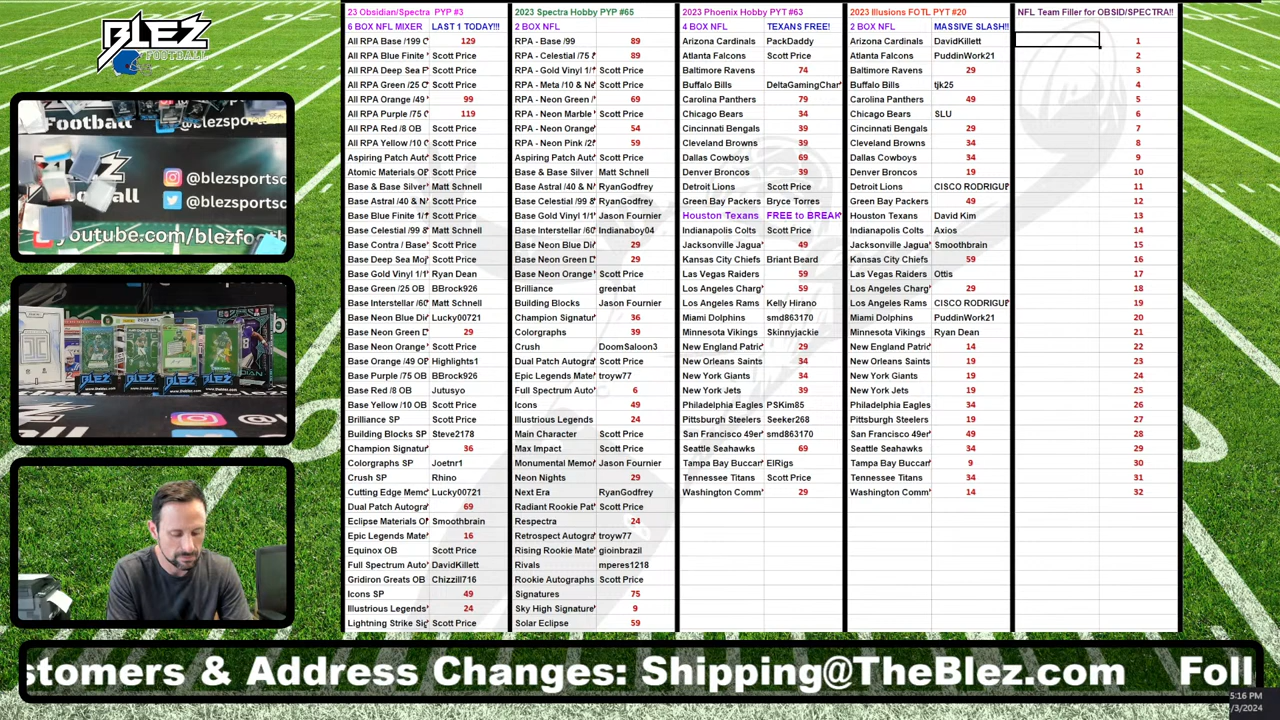 BLEZ
FOOTBALL
Football
@blezsports
@blezsportsc
@blezsportsc
youtube.com/blezfootb
BLEZ BLEZ BLEZ
23 Obsidian/Spectra PYP #3
6 BOX NFL MIXER LAST 1 TODAY!!!
All RPA Base /199 C 129
All RPA Blue Finite Scott Price
All RPA Deep Sea F Scott Price
All RPA Green /25 C Scott Price
All RPA Orange /49 99
All RPA Purple /75 C 119
All RPA Red /8 OB Scott Price
All RPA Yellow /10 C Scott Price
Aspiring Patch Auto Scott Price
Atomic Materials OB Scott Price
Base & Base Silver Matt Schnell
Base Astral /40 & N Matt Schnell
Base Blue Finite 1/ Scott Price
Base Celestial /99 & Matt Schnell
Base Contra / Base Scott Price
Base Deep Sea Moj Scott Price
Base Gold Vinyl 1/1 Ryan Dean
Base Green /25 OB BBrock926
Base Interstellar /60 Matt Schnell
Base Neon Blue Di Lucky00721
Base Neon Green D 29
Base Neon Orange Scott Price
Base Orange /49 OB Highlights1
Base Purple /75 OB BBrock926
Base Red /8 OB Jutusyo
Base Yellow /10 OB Scott Price
Brilliance SP Scott Price
Building Blocks SP Steve2178
Champion Signatur 36
Colorgraphs SP Joetnr1
Crush SP Rhino
Cutting Edge Memo Lucky00721
Dual Patch Autogra 69
Eclipse Materials O Smoothbrain
Epic Legends Mate 16
Equinox OB Scott Price
Full Spectrum Auto DavidKillett
Gridiron Greats OB Chizzill716
Icons SP 49
Illustrious Legends 24
Lightning Strike Sig Scott Price
2023 Spectra Hobby PYP #65
2 BOX NFL
RPA - Base /99 89
RPA - Celestial /75 & 89
RPA - Gold Vinyl 1/ Scott Price
RPA - Meta /10 & Ne Scott Price
RPA - Neon Green / 69
RPA - Neon Marble Scott Price
RPA - Neon Orange 54
RPA - Neon Pink /2 59
Aspiring Patch Auto Scott Price
Base & Base Silver Matt Schnell
Base Astral /40 & N RyanGodfrey
Base Celestial /99 & RyanGodfrey
Base Gold Vinyl 1/1 Jason Fournier
Base Interstellar /60 Indianaboy04
Base Neon Blue Di 29
Base Neon Green D 29
Base Neon Orange Scott Price
Brilliance greenbat
Building Blocks Jason Fournier
Champion Signatur 36
Colorgraphs 39
Crush DoomSaloon3
Dual Patch Autogra Scott Price
Epic Legends Mate troyw77
Full Spectrum Auto 6
Icons 49
Illustrious Legends 24
Main Character Scott Price
Max Impact Scott Price
Monumental Memo Jason Fournier
Neon Nights 29
Next Era RyanGodfrey
Radiant Rookie Pat Scott Price
Respectra 24
Retrospect Autogra troyw77
Rising Rookie Mate gioinbrazil
Rivals mperes1218
Rookie Autographs Scott Price
Signatures 75
Sky High Signature 9
Solar Eclipse 59
2023 Phoenix Hobby PYT #63
4 BOX NFL TEXANS FREE!
Arizona Cardinals PackDaddy
Atlanta Falcons Scott Price
Baltimore Ravens 74
Buffalo Bills DeltaGamingChar
Carolina Panthers 79
Chicago Bears 34
Cincinnati Bengals 39
Cleveland Browns 39
Dallas Cowboys 69
Denver Broncos 39
Detroit Lions Scott Price
Green Bay Packers Bryce Torres
Houston Texans FREE to BREAK
Indianapolis Colts Scott Price
Jacksonville Jagua 49
Kansas City Chiefs Briant Beard
Las Vegas Raiders 59
Los Angeles Charg 59
Los Angeles Rams Kelly Hirano
Miami Dolphins smd863170
Minnesota Vikings Skinnyjackie
New England Patric 29
New Orleans Saints 34
New York Giants 34
New York Jets 39
Philadelphia Eagles PSKim85
Pittsburgh Steelers Seeker268
San Francisco 49er smd863170
Seattle Seahawks 69
Tampa Bay Buccan ElRigs
Tennessee Titans Scott Price
Washington Comm 29
2023 Illusions FOTL PYT #20
2 BOX NFL MASSIVE SLASH!!
Arizona Cardinals DavidKillett
Atlanta Falcons PuddinWork21
Baltimore Ravens 29
Buffalo Bills tjk25
Carolina Panthers 49
Chicago Bears SLU
Cincinnati Bengals 29
Cleveland Browns 34
Dallas Cowboys 34
Denver Broncos 19
Detroit Lions CISCO RODRIGU
Green Bay Packers 49
Houston Texans David Kim
Indianapolis Colts Axios
Jacksonville Jagua Smoothbrain
Kansas City Chiefs 59
Las Vegas Raiders Ottis
Los Angeles Charg 29
Los Angeles Rams CISCO RODRIGU
Miami Dolphins PuddinWork21
Minnesota Vikings Ryan Dean
New England Patric 14
New Orleans Saints 19
New York Giants 19
New York Jets 19
Philadelphia Eagles 34
Pittsburgh Steelers 19
San Francisco 49er 49
Seattle Seahawks 34
Tampa Bay Buccan 9
Tennessee Titans 34
Washington Comm 14
NFL Team Filler for OBSID/SPECTRA!!
1
2
3
4
5
6
7
8
9
10
11
12
13
14
15
16
17
18
19
20
21
22
23
24
25
26
27
28
29
30
31
32
stomers & Address Changes: Shipping@TheBlez.com Foll
5:16 PM
/3/2024